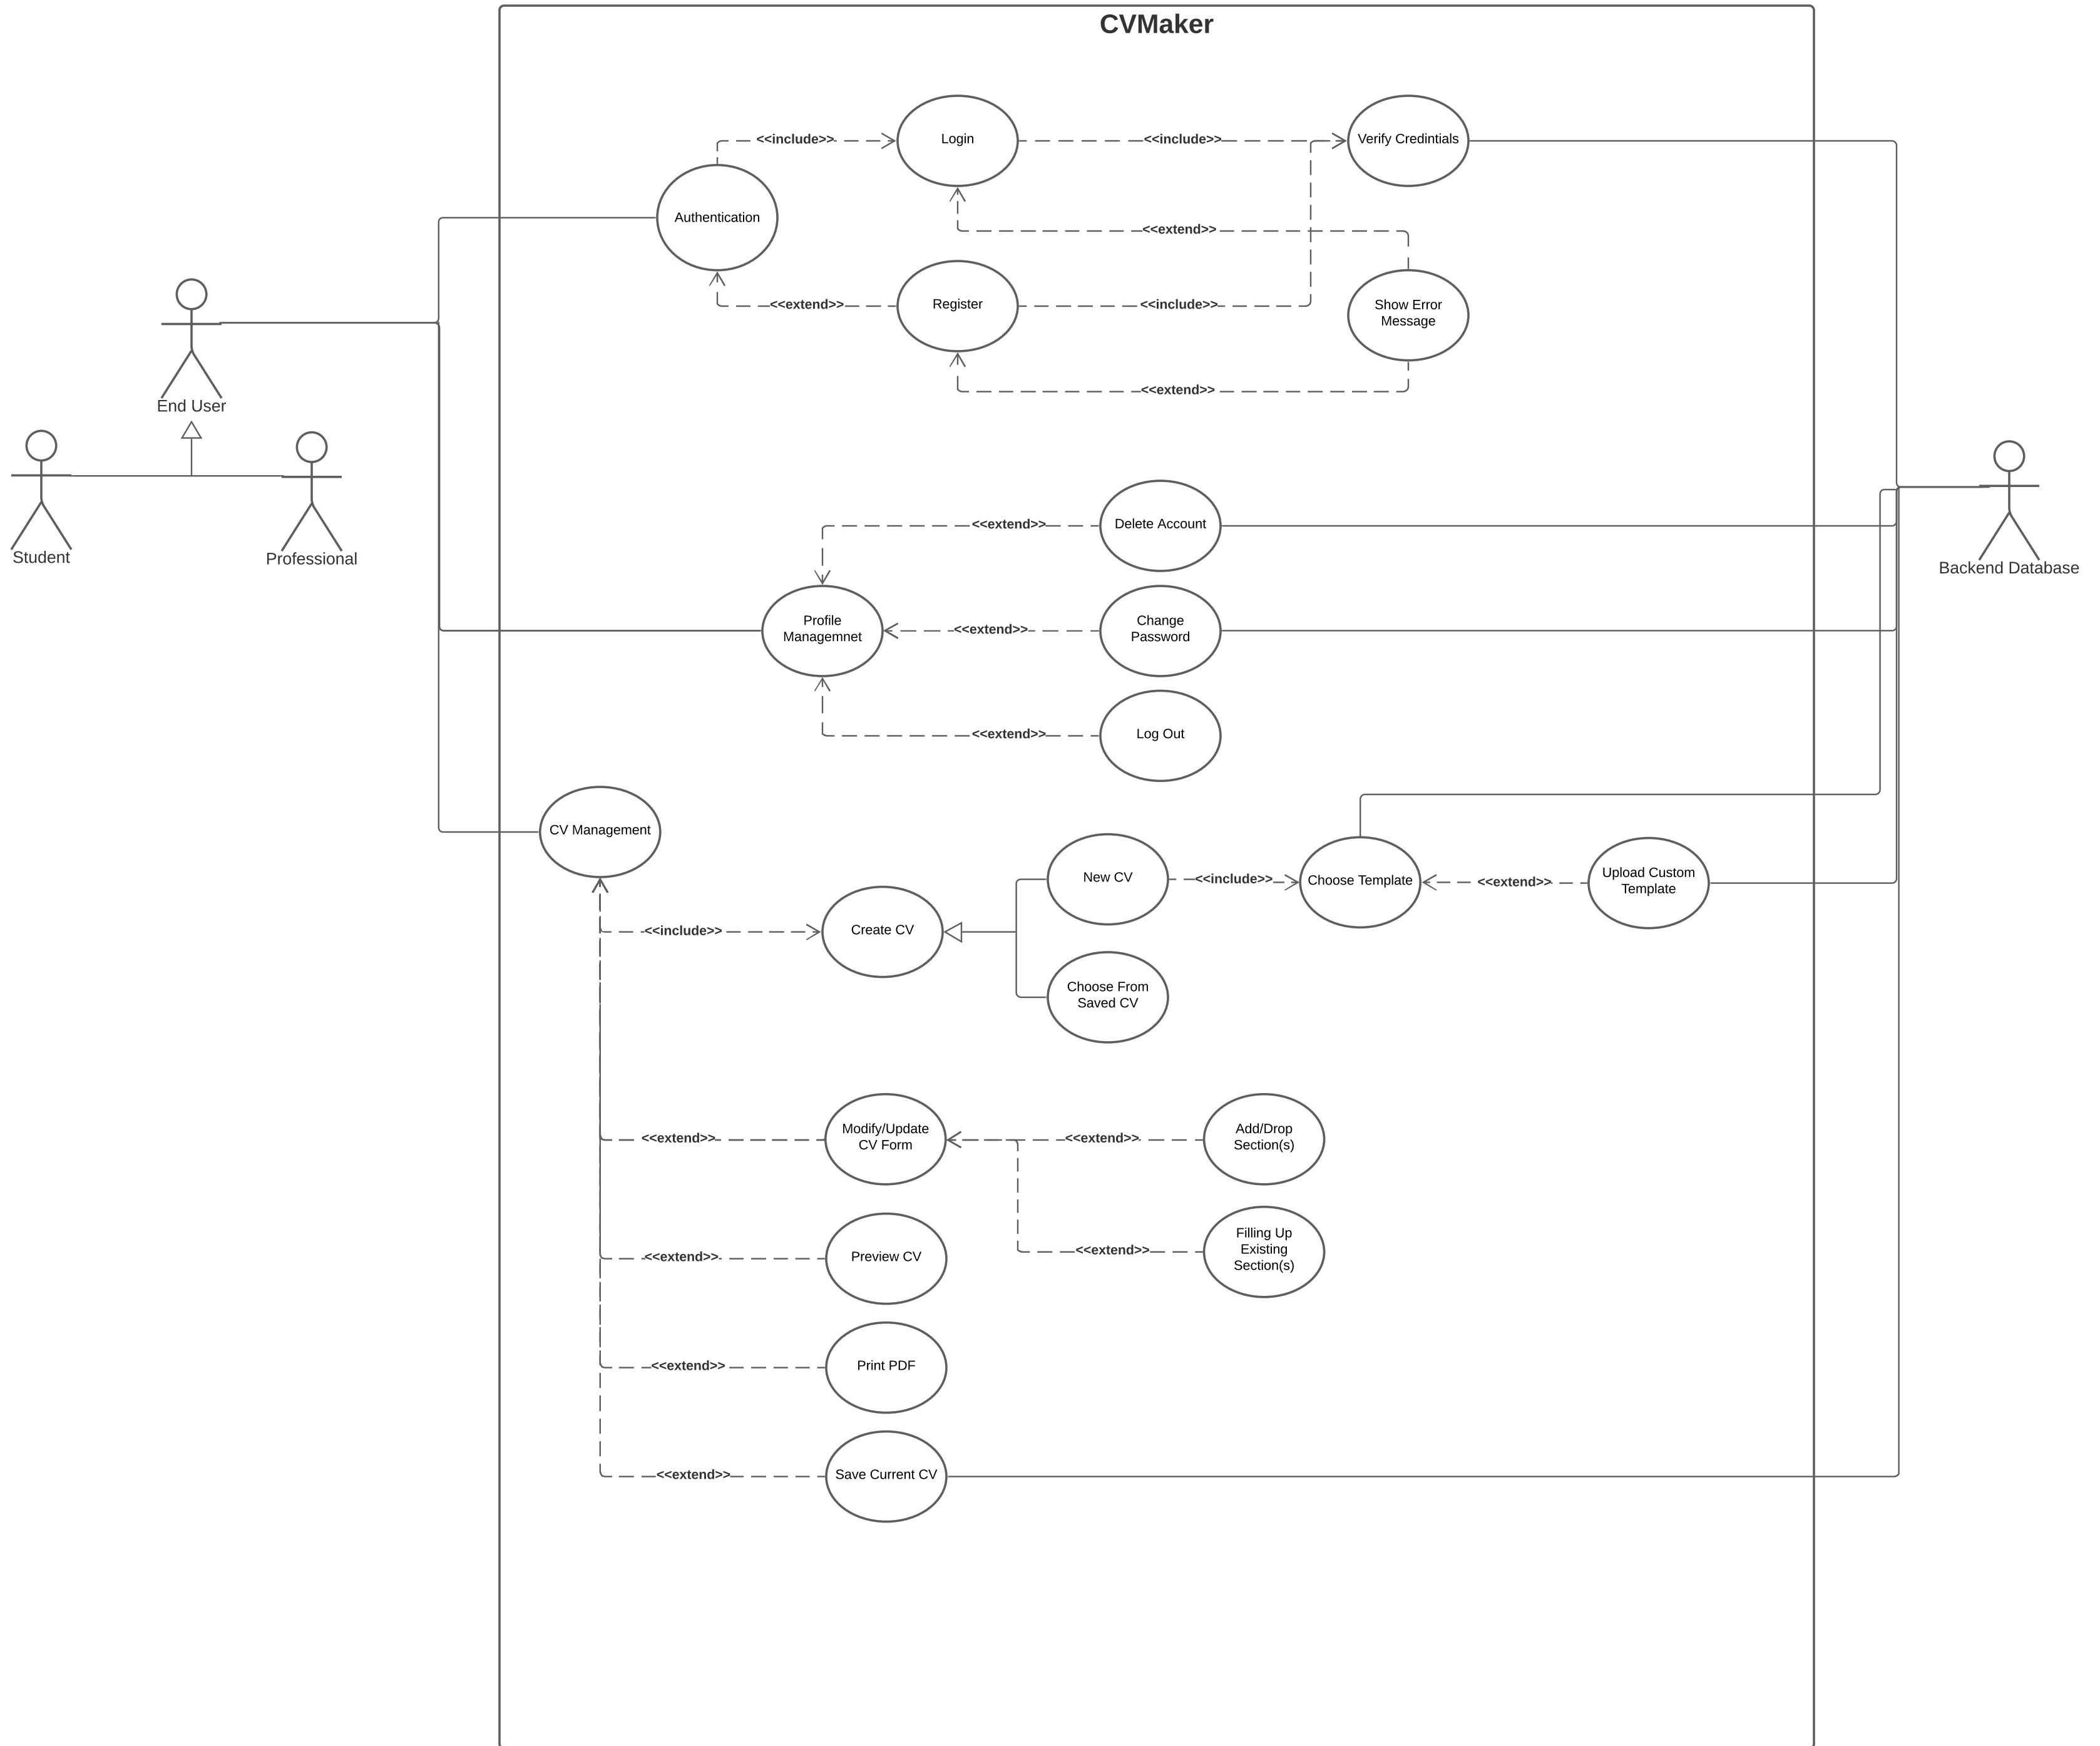 CVMaker
<<include>>
Login
<<include>>
Verify Credintials
Authentication
<<extend>>
<<extend>>
Register
<<include>>
Show Error
Message
<<extend>>
End User
Student
Professional
Backend Database
<<extend>>
Delete Account
Profile
Managemnet
<<extend>>
Change
Password
<<extend>>
Log Out
CV Management
New CV
<<include>>
Choose Template
<<extend>>
Upload Custom
Template
<<include>>
Create CV
Choose From
Saved CV
<<extend>>
Modify/Update
CV Form
<<extend>>
Add/Drop
Section(s)
<<extend>>
Filling Up
Existing
Section(s)
<<extend>>
Preview CV
<<extend>>
Print PDF
<<extend>>
Save Current CV